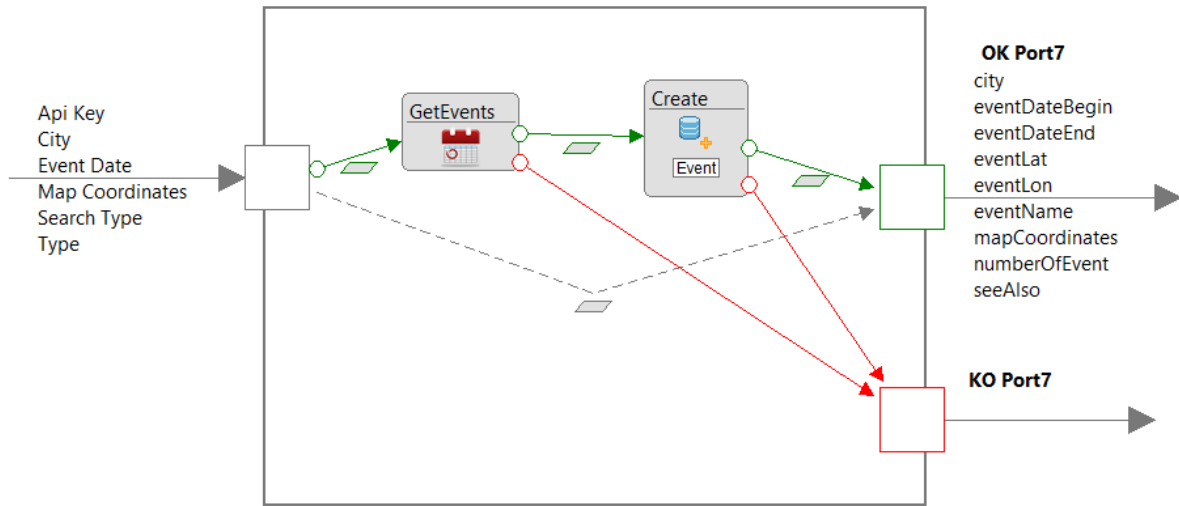 Api Key
City
Event Date
Map Coordinates
Search Type
Type
GetEvents
Create
Event
OK Port7
city
eventDateBegin
eventDateEnd
eventLat
eventLon
eventName
mapCoordinates
numberOfEvent
seeAlso
KO Port7